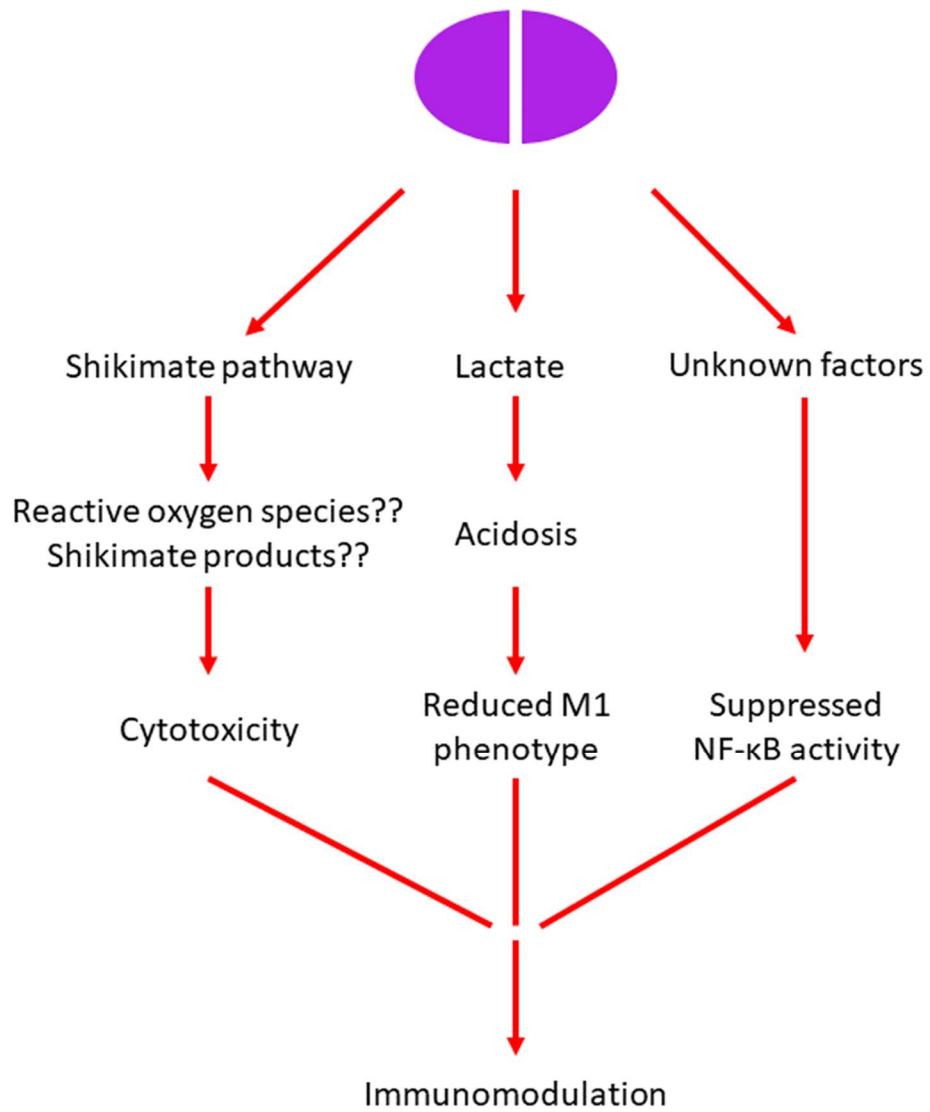 Shikimate pathway
Lactate
Unknown factors
Reactive oxygen species??
Shikimate products??
Acidosis
Cytotoxicity
Reduced M1
phenotype
Suppressed
NF-κB activity
Immunomodulation